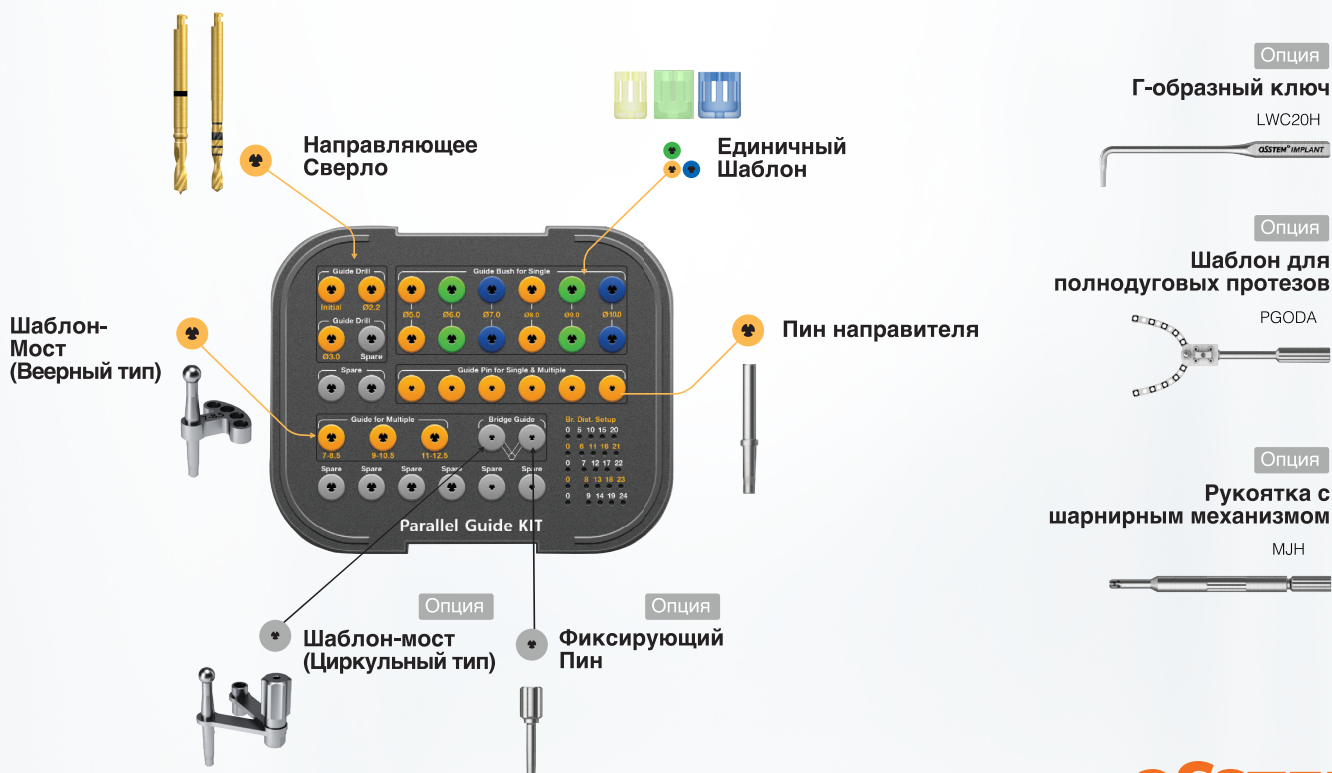 Направляющее
Сверло
Единичный
Шаблон
Опция
Г-образный ключ
LWC20H
OSSTEM® IMPLANT
Опция
Шаблон для
полнодуговых протезов
PGODA
Шаблон-
Мост
(Веерный тип)
Пин направителя
Guide Drill
Guide Bush for Single
Initial Ø2.2 Ø5.0 Ø6.0 Ø7.0 Ø8.0 Ø9.0 Ø10.0
Guide Drill
Ø3.0 Spare
Spare
Guide Pin for Single & Multiple
Guide for Multiple
Bridge Guide
7-8.5 9-10.5 11-12.5
Br. Dist. Setup
0 5 10 15 20
0 6 11 16 21
0 7 12 17 22
0 8 13 18 23
0 9 14 19 24
Spare Spare Spare Spare Spare Spare
Parallel Guide KIT
Опция
Рукоятка с
шарнирным механизмом
MJH
Опция
Шаблон-мост
(Циркульный тип)
Опция
Фиксирующий
Пин